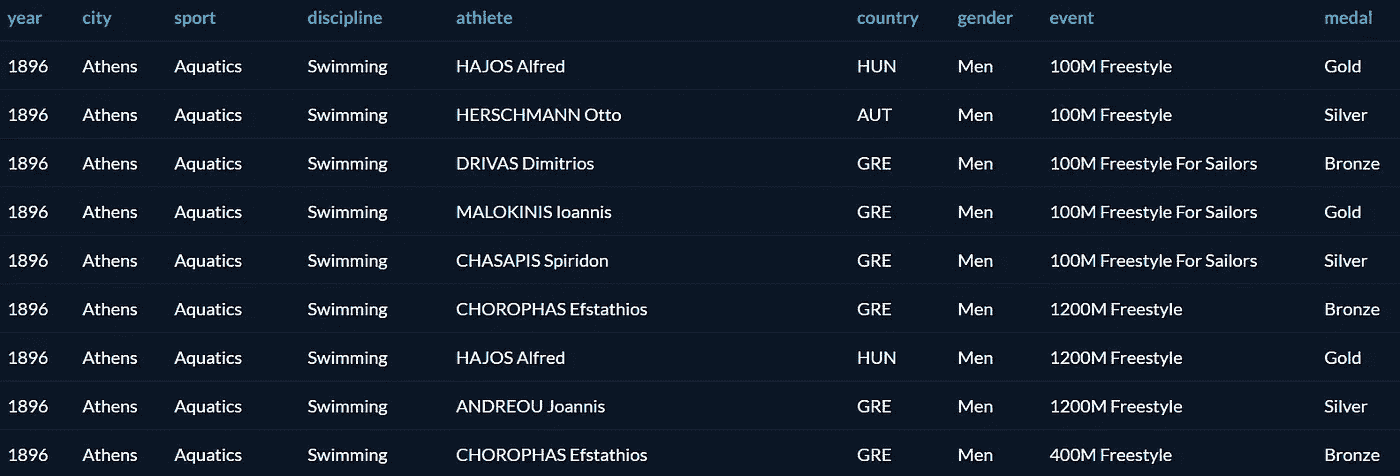 year city sport discipline athlete country gender event medal
1896 Athens Aquatics Swimming HAJOS Alfred HUN Men 100M Freestyle Gold
1896 Athens Aquatics Swimming HERSCHMANN Otto AUT Men 100M Freestyle Silver
1896 Athens Aquatics Swimming DRIVAS Dimitrios GRE Men 100M Freestyle For Sailors Bronze
1896 Athens Aquatics Swimming MALOKINIS Ioannis GRE Men 100M Freestyle For Sailors Gold
1896 Athens Aquatics Swimming CHASAPIS Spiridon GRE Men 100M Freestyle For Sailors Silver
1896 Athens Aquatics Swimming CHOROPHAS Efstathios GRE Men 1200M Freestyle Bronze
1896 Athens Aquatics Swimming HAJOS Alfred HUN Men 1200M Freestyle Gold
1896 Athens Aquatics Swimming ANDREOU Joannis GRE Men 1200M Freestyle Silver
1896 Athens Aquatics Swimming CHOROPHAS Efstathios GRE Men 400M Freestyle Bronze